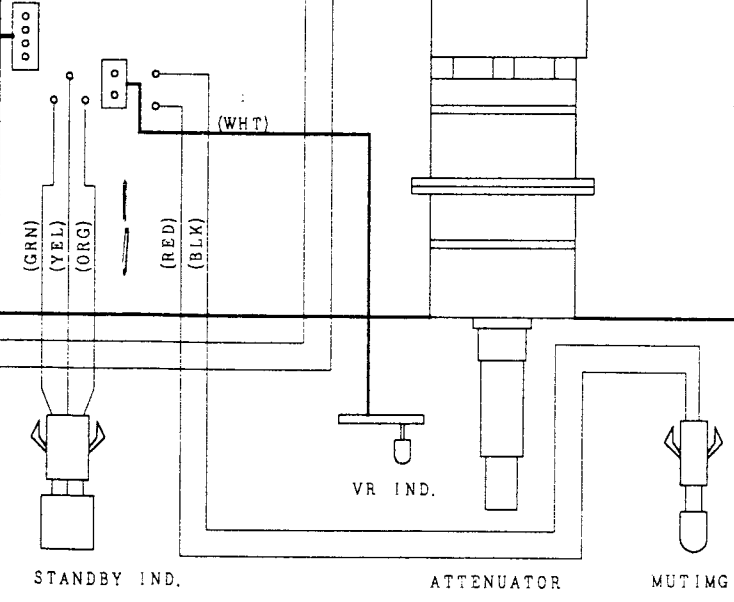 (WHT)
(GRN)
(YEL)
(ORG)
(RED)
(BLK)
VR IND.
STANDBY IND.
ATTENUATOR
MUTIMG